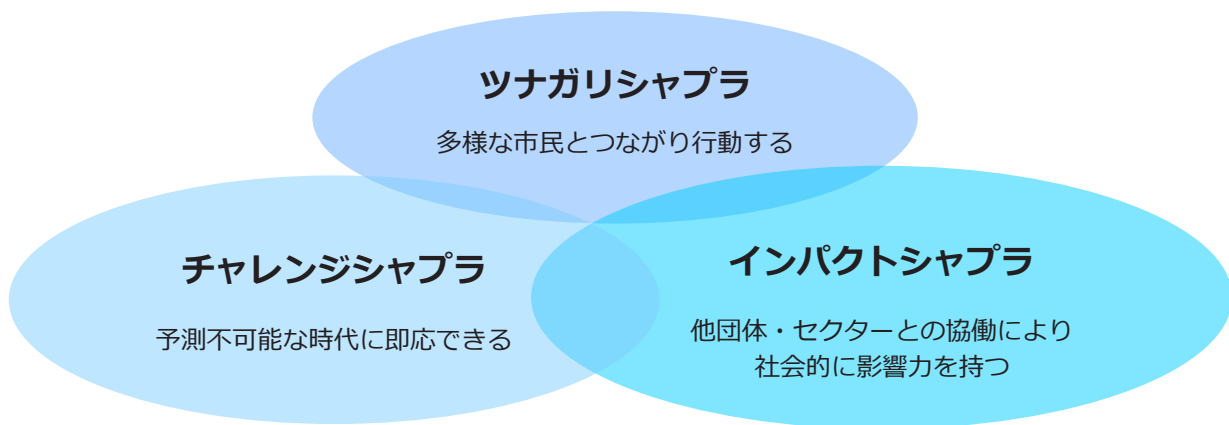 ツナガリシャプラ
多様な市民とつながり行動する
チャレンジシャプラ
予測不可能な時代に即応できる
インパクトシャプラ
他団体・セクターとの協働により
社会的に影響力を持つ